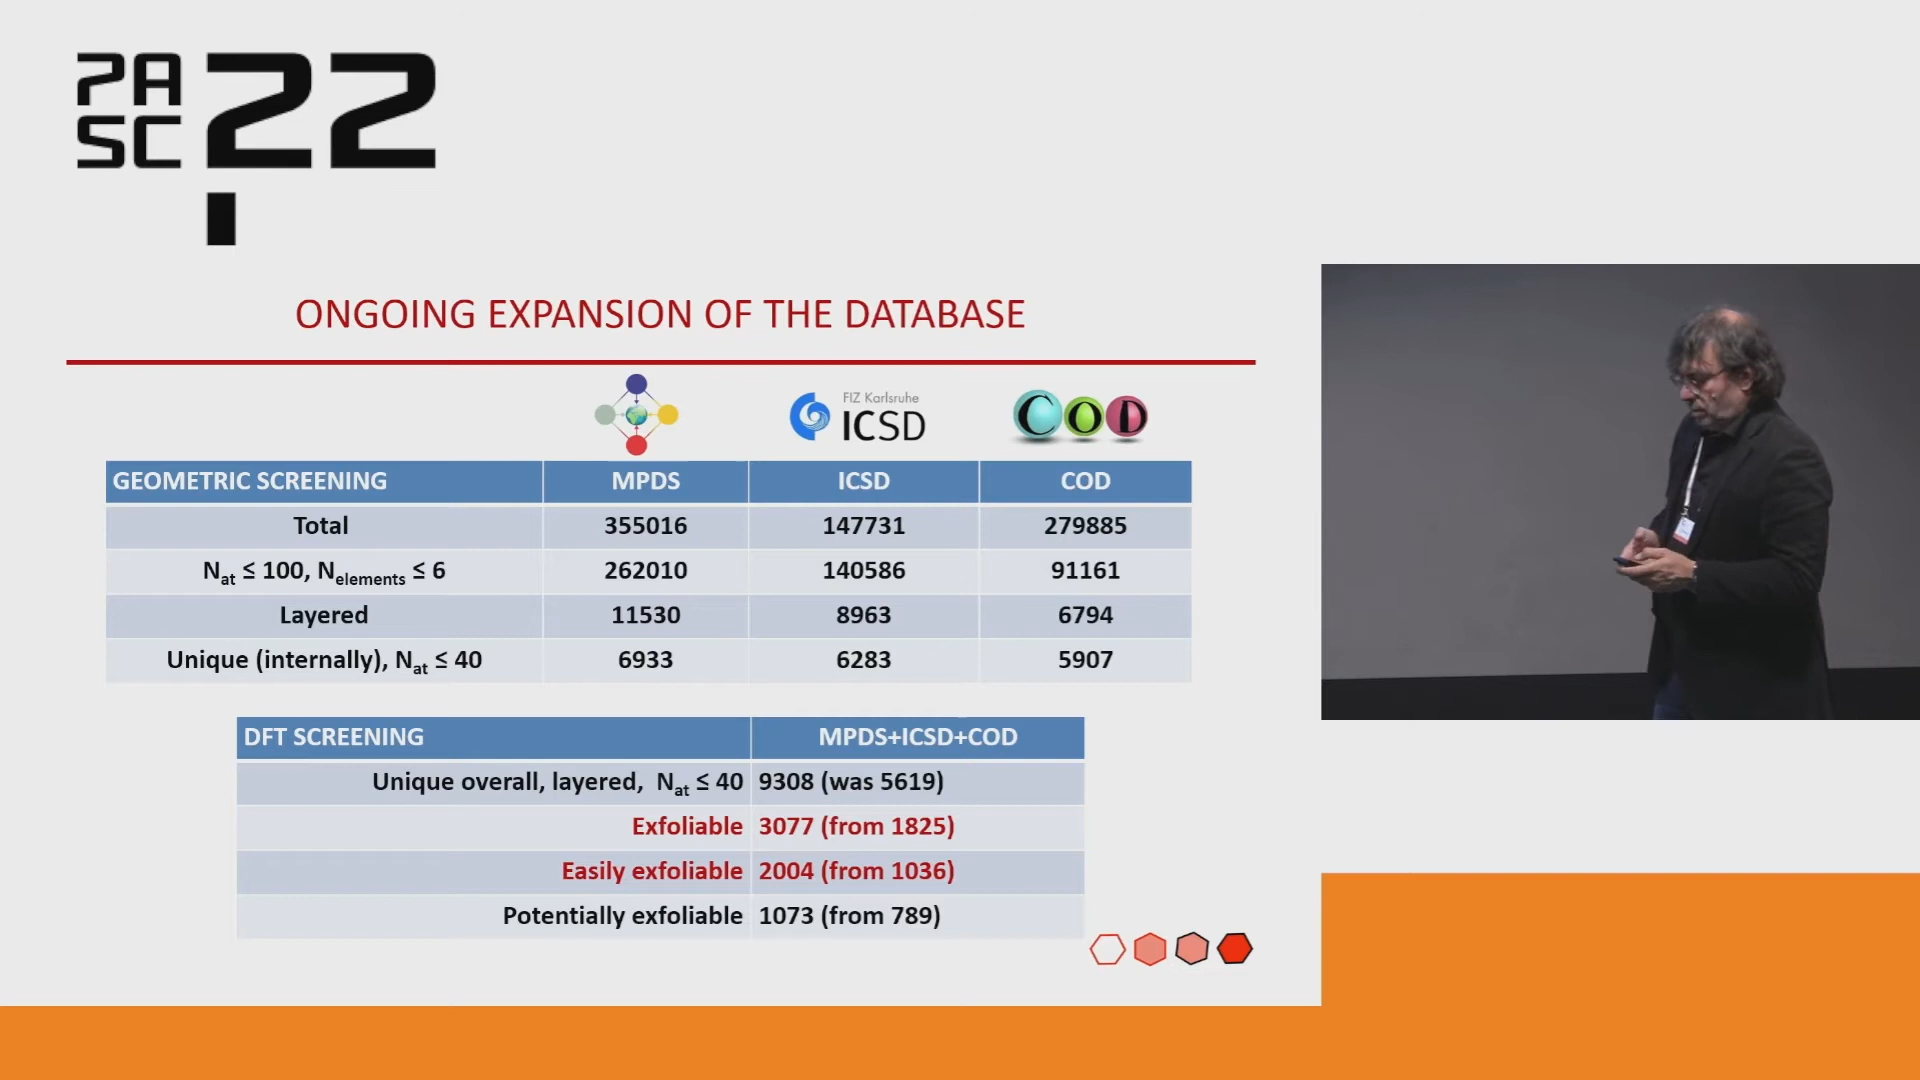 PA
SC 22
ONGOING EXPANSION OF THE DATABASE
FIZ Karlsruhe
ICSD
COD
GEOMETRIC SCREENING MPDS ICSD COD
Total 355016 147731 279885
Nat ≤ 100, Nelements ≤ 6 262010 140586 91161
Layered 11530 8963 6794
Unique (internally), Nat ≤ 40 6933 6283 5907
DFT SCREENING MPDS+ICSD+COD
Unique overall, layered, Nat ≤ 40 9308 (was 5619)
Exfoliable 3077 (from 1825)
Easily exfoliable 2004 (from 1036)
Potentially exfoliable 1073 (from 789)